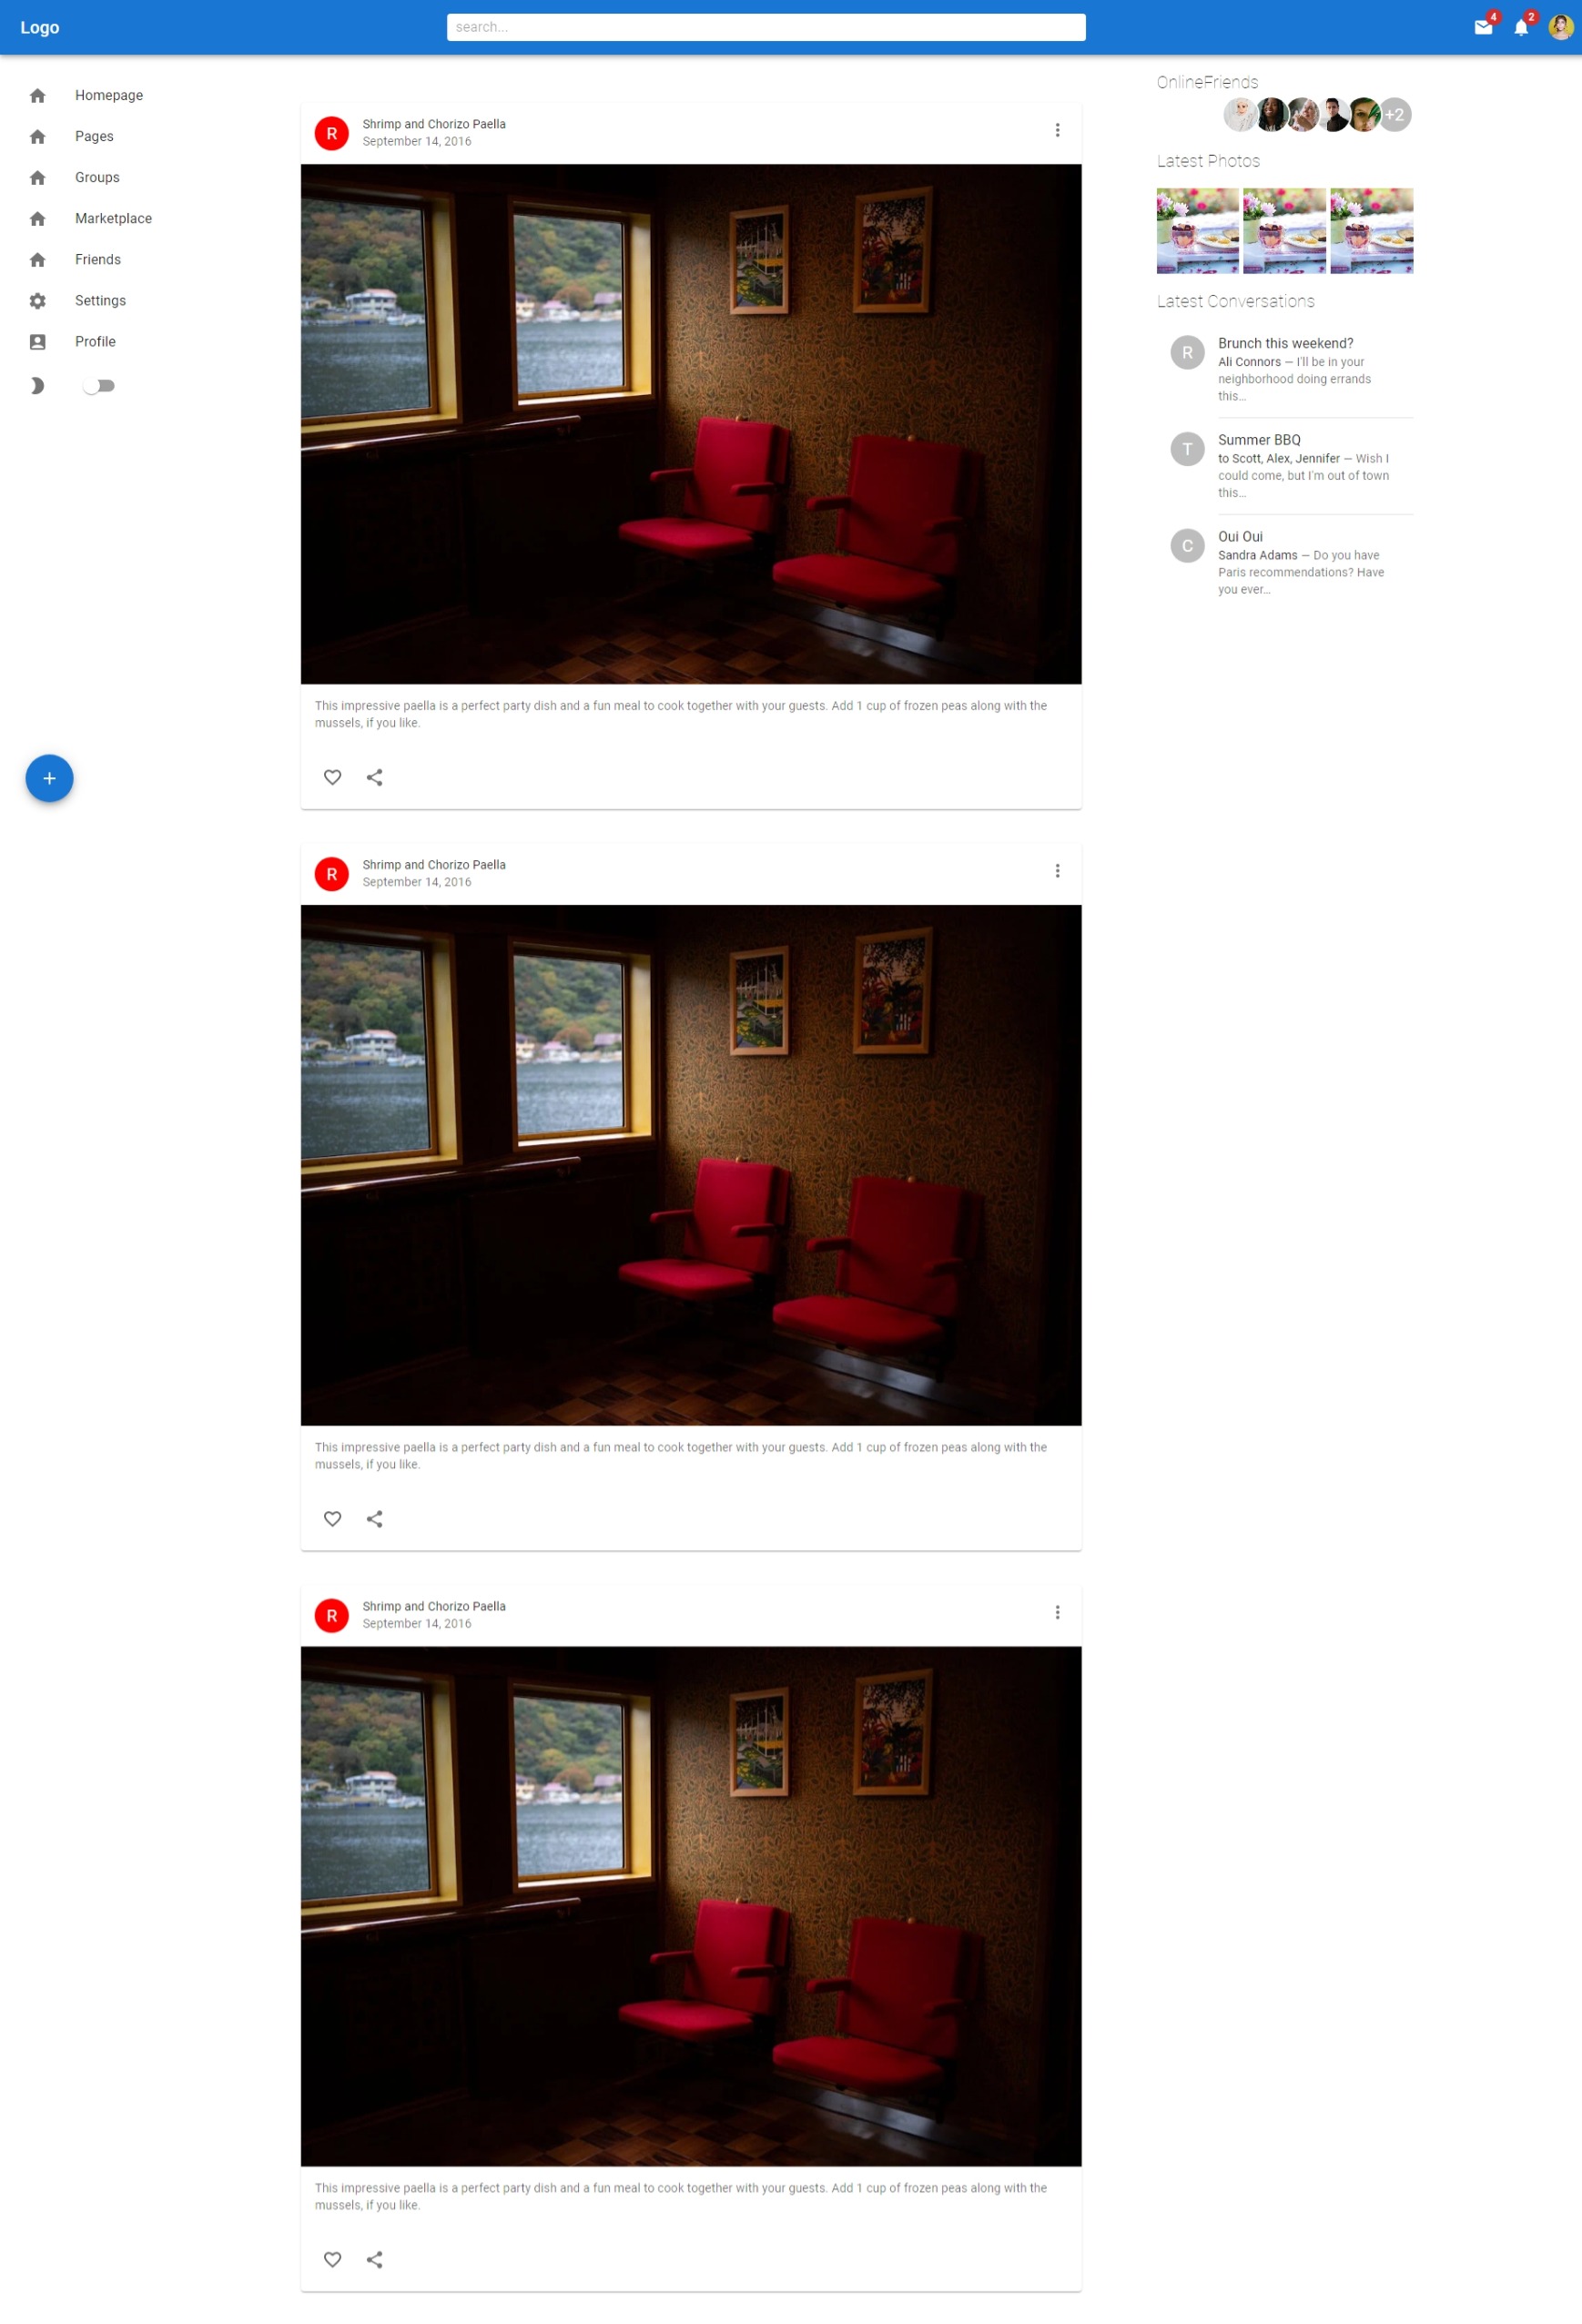 Logo
search...
4
2
Homepage
Pages
Groups
Marketplace
Friends
Settings
Profile
+
R
Shrimp and Chorizo Paella
September 14, 2016
This impressive paella is a perfect party dish and a fun meal to cook together with your guests. Add 1 cup of frozen peas along with the
mussels, if you like.
R
Shrimp and Chorizo Paella
September 14, 2016
This impressive paella is a perfect party dish and a fun meal to cook together with your guests. Add 1 cup of frozen peas along with the
mussels, if you like.
R
Shrimp and Chorizo Paella
September 14, 2016
This impressive paella is a perfect party dish and a fun meal to cook together with your guests. Add 1 cup of frozen peas along with the
mussels, if you like.
OnlineFriends
+2
Latest Photos
Latest Conversations
R
Brunch this weekend?
Ali Connors — I'll be in your
neighborhood doing errands
this…
T
Summer BBQ
to Scott, Alex, Jennifer — Wish I
could come, but I'm out of town
this…
C
Oui Oui
Sandra Adams — Do you have
Paris recommendations? Have
you ever…